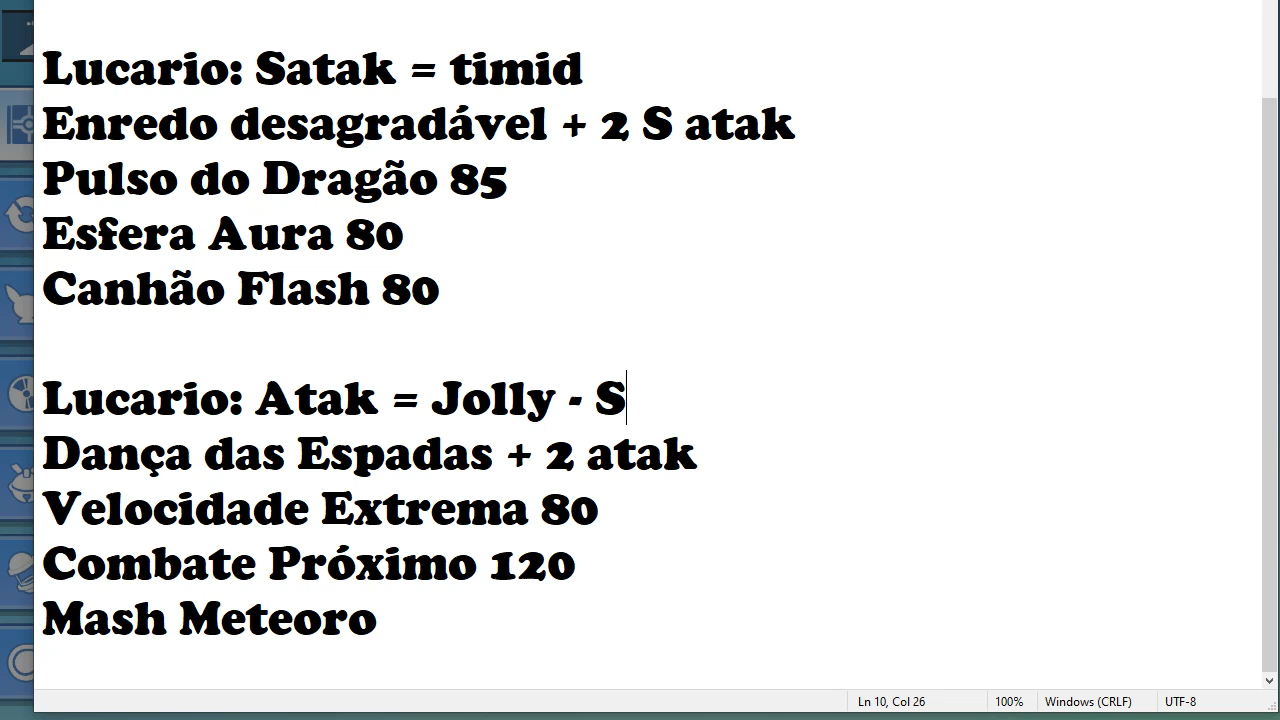 Lucario: Satak = timid
Enredo desagradável + 2 S atak
Pulso do Dragão 85
Esfera Aura 80
Canhão Flash 80
Lucario: Atak = Jolly - S
Dança das Espadas + 2 atak
Velocidade Extrema 80
Combate Próximo 120
Mash Meteoro
Ln 10, Col 26 100% Windows (CRLF) UTF-8